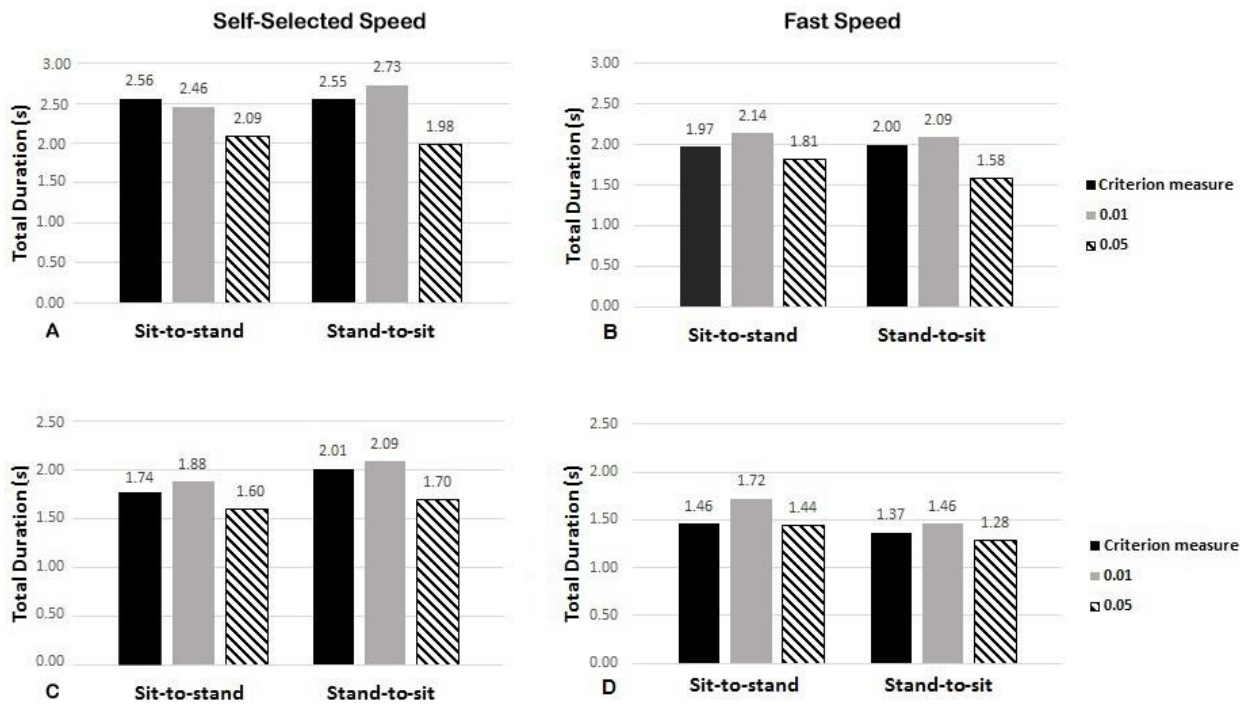 Self-Selected Speed
Fast Speed
Total Duration (s)
3.00
2.50
2.00
1.50
1.00
0.50
0.00
2.56
2.46
2.09
2.55
2.73
1.98
A
Sit-to-stand
Stand-to-sit
Total Duration (s)
3.00
2.50
2.00
1.50
1.00
0.50
0.00
1.97
2.14
1.81
2.00
2.09
1.58
B
Sit-to-stand
Stand-to-sit
Criterion measure
0.01
0.05
Total Duration (s)
2.50
2.00
1.50
1.00
0.50
0.00
1.74
1.88
1.60
2.01
2.09
1.70
C
Sit-to-stand
Stand-to-sit
Total Duration (s)
2.50
2.00
1.50
1.00
0.50
0.00
1.46
1.72
1.44
1.37
1.46
1.28
D
Sit-to-stand
Stand-to-sit
Criterion measure
0.01
0.05